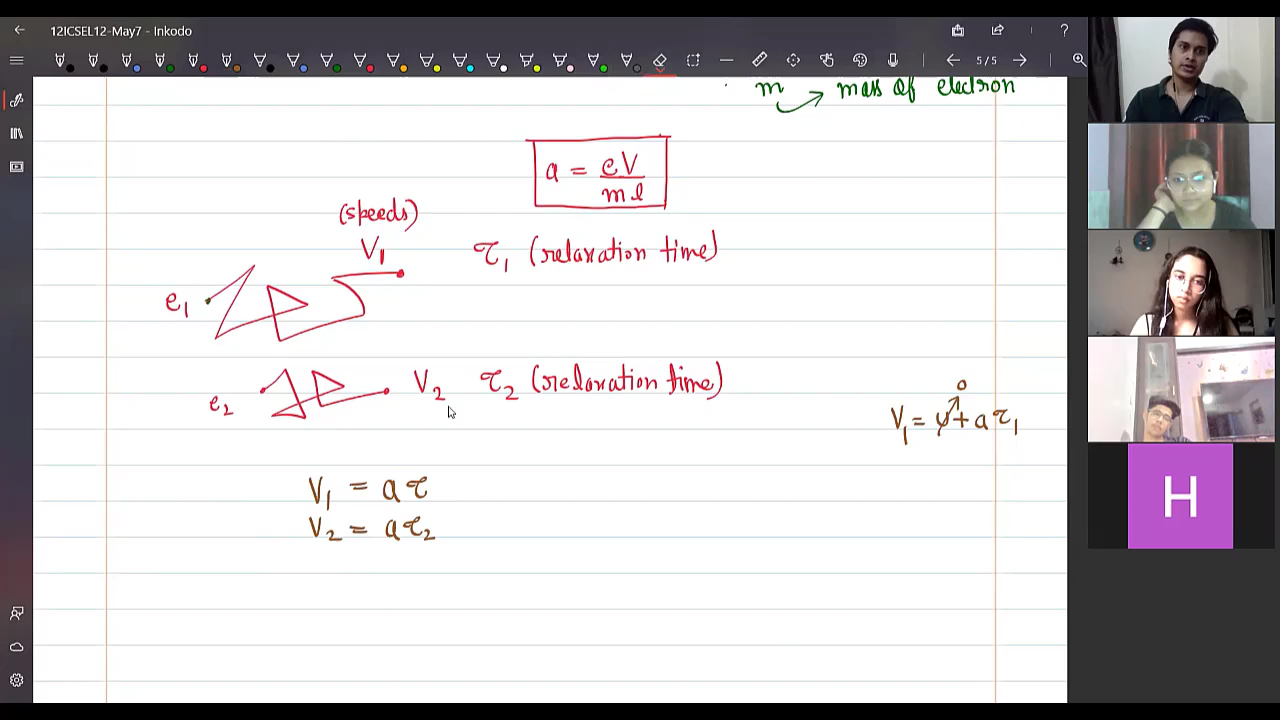 12ICSEL12-May7 - Inkodo
5/5
m → mass of electron
a = eV/ml
(speeds)
V₁ τ₁ (relaxation time)
e₁
V₂ τ₂ (relaxation time)
e₂
0
V₁ = u + aτ₁
V₁ = aτ
V₂ = aτ₂
H